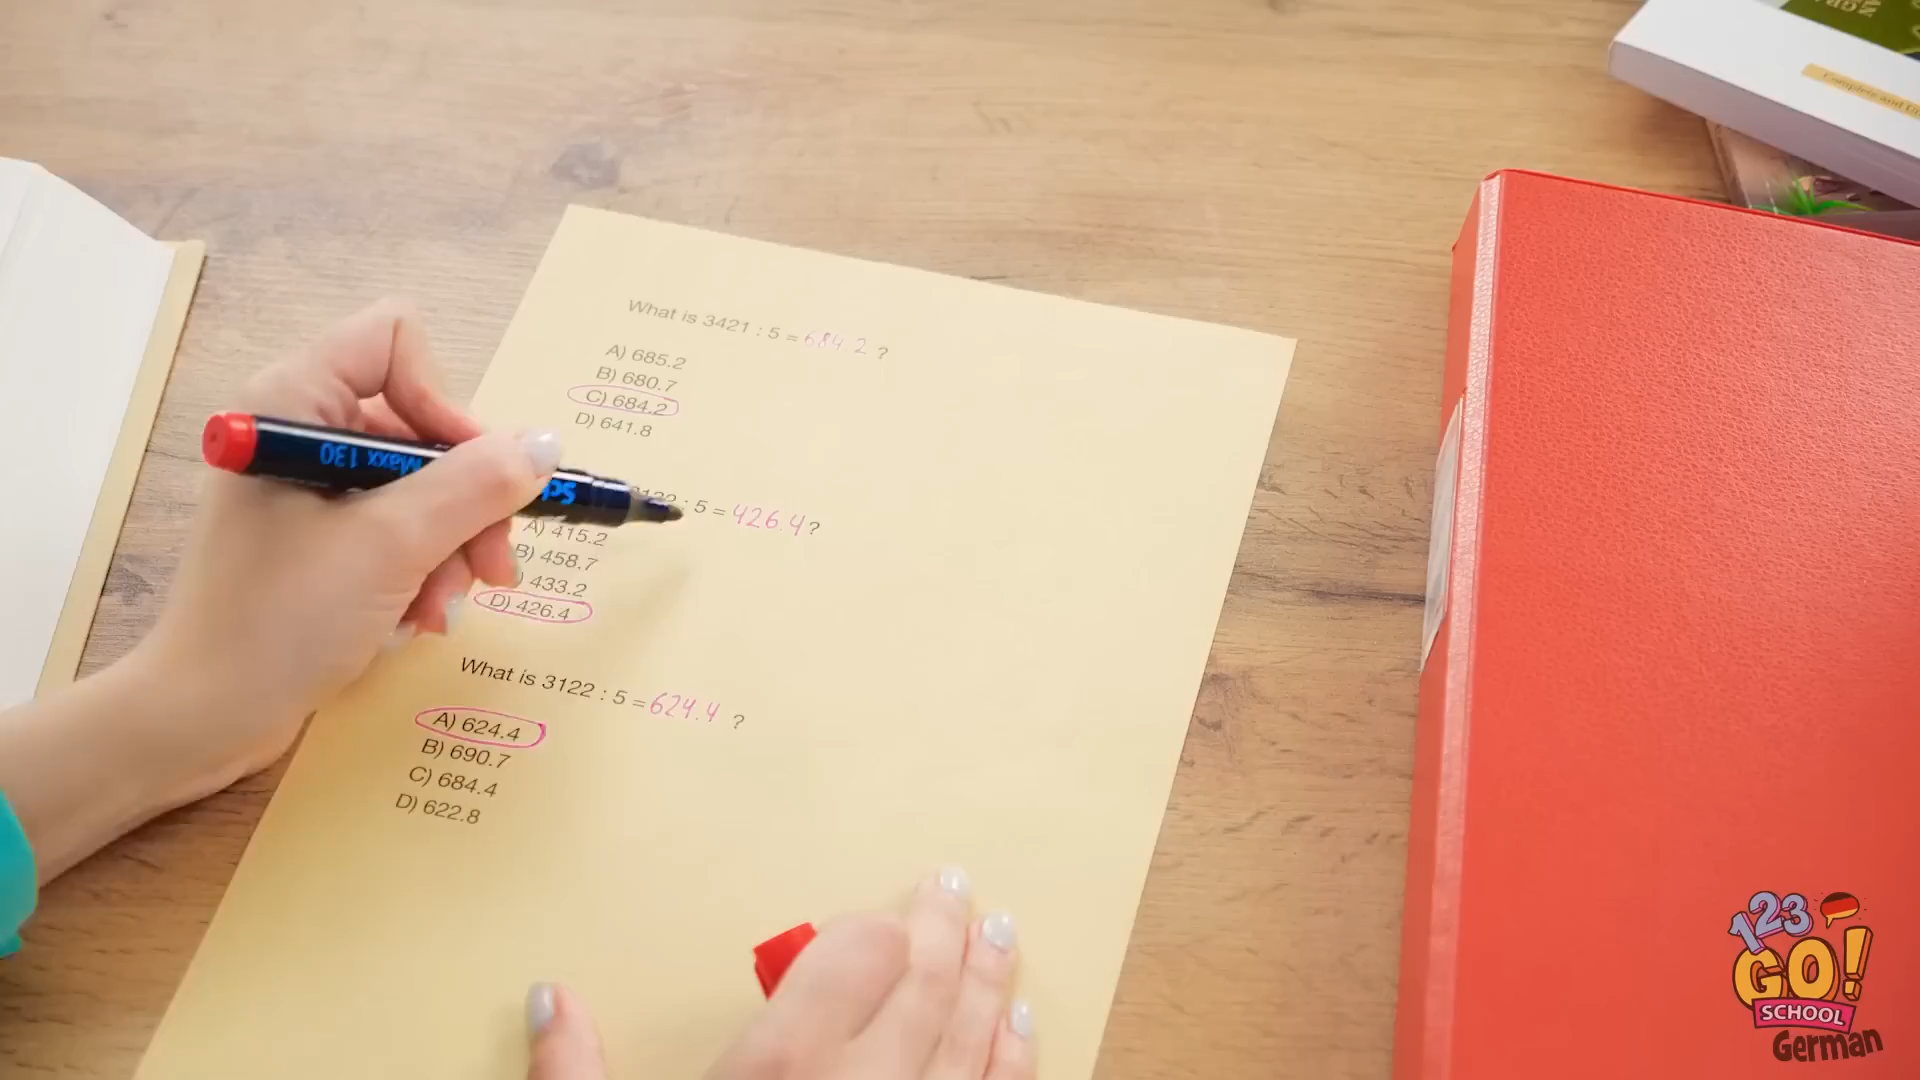 What is 3421 : 5 = 684.2 ?
A) 685.2
B) 680.7
C) 684.2
D) 641.8
: 5 = 426.4 ?
A) 415.2
B) 458.7
) 433.2
D) 426.4
What is 3122 : 5 = 624.4 ?
A) 624.4
B) 690.7
C) 684.4
D) 622.8
Maxx 130
Complete and
123
GO!
SCHOOL
German